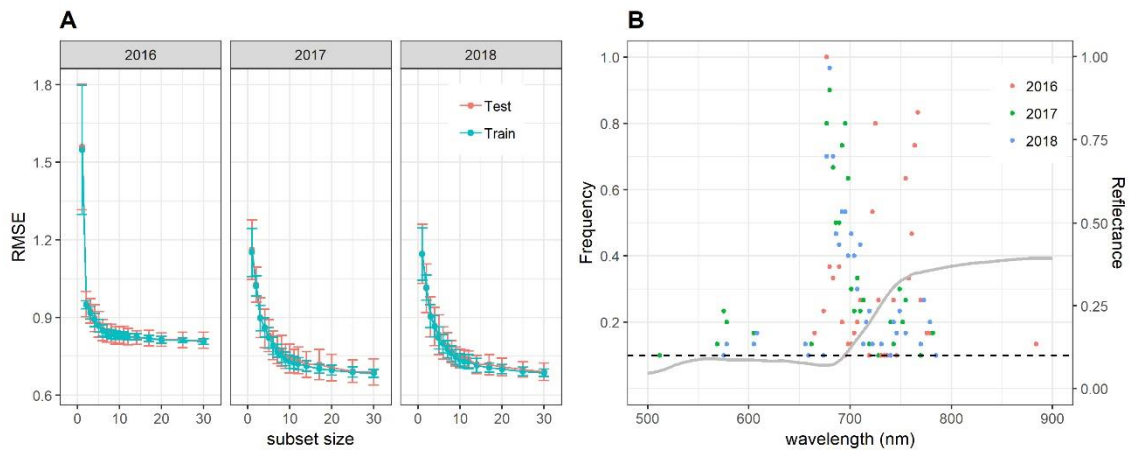 A
2016 2017 2018
1.8
1.5
1.2
0.9
0.6
RMSE
Test
Train
0 10 20 30 0 10 20 30 0 10 20 30
subset size
B
1.0
0.8
0.6
0.4
0.2
Frequency
2016
2017
2018
1.00
0.75
0.50
0.25
0.00
Reflectance
500 600 700 800 900
wavelength (nm)